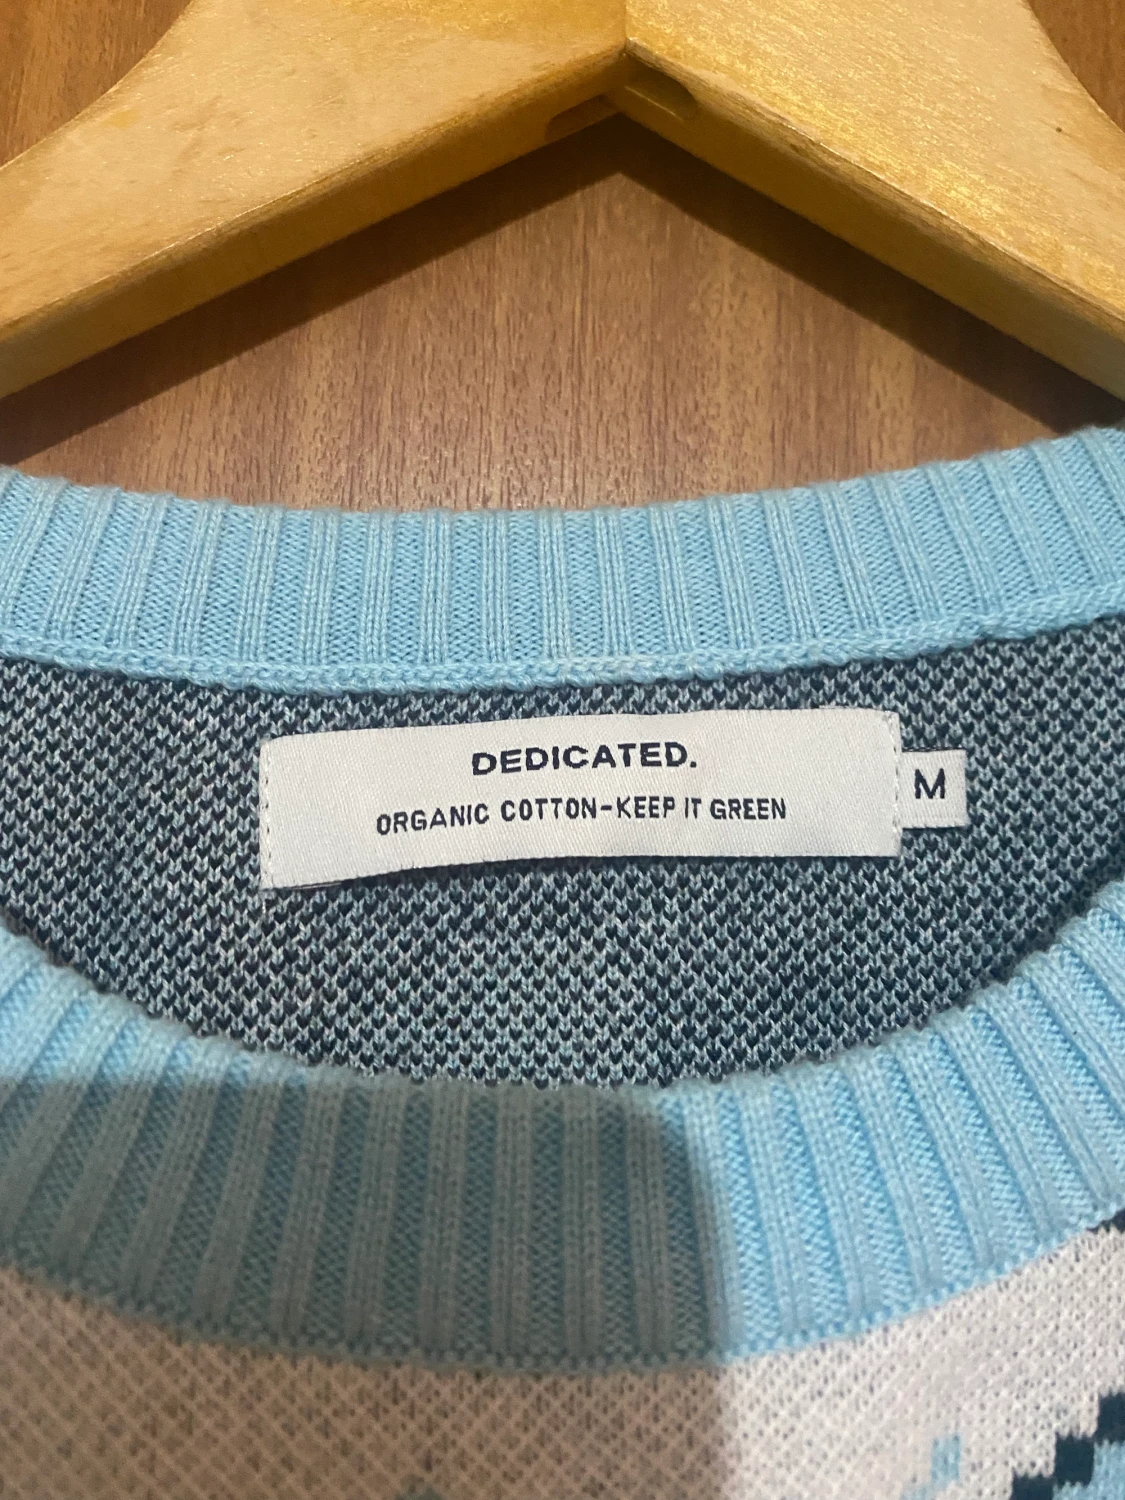 DEDICATED.
ORGANIC COTTON-KEEP IT GREEN
M